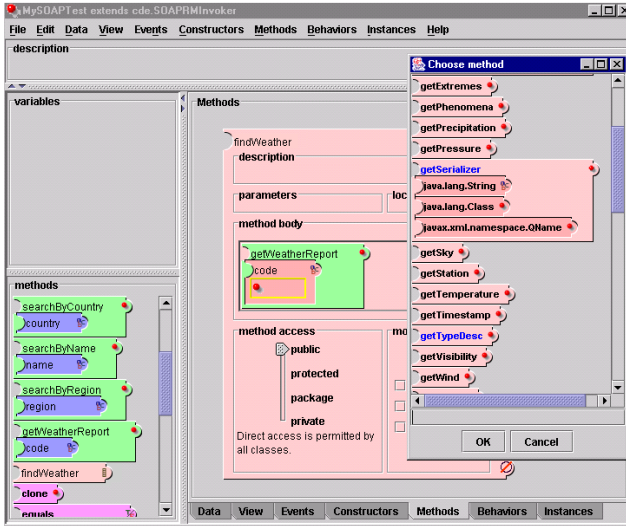 MySOAPTest extends cde.SOAPRMIInvoker
File Edit Data View Events Constructors Methods Behaviors Instances Help
description
variables
methods
searchByCountry
country
searchByName
name
searchByRegion
region
getWeatherReport
code
findWeather
clone
equals
Methods
findWeather
description
parameters
loc
method body
getWeatherReport
code
method access
public
protected
package
private
Direct access is permitted by
all classes.
Data View Events Constructors Methods Behaviors Instances
Choose method
getExtremes
getPhenomena
getPrecipitation
getPressure
getSerializer
java.lang.String
java.lang.Class
javax.xml.namespace.QName
getSky
getStation
getTemperature
getTimestamp
getTypeDesc
getVisibility
getWind
OK Cancel